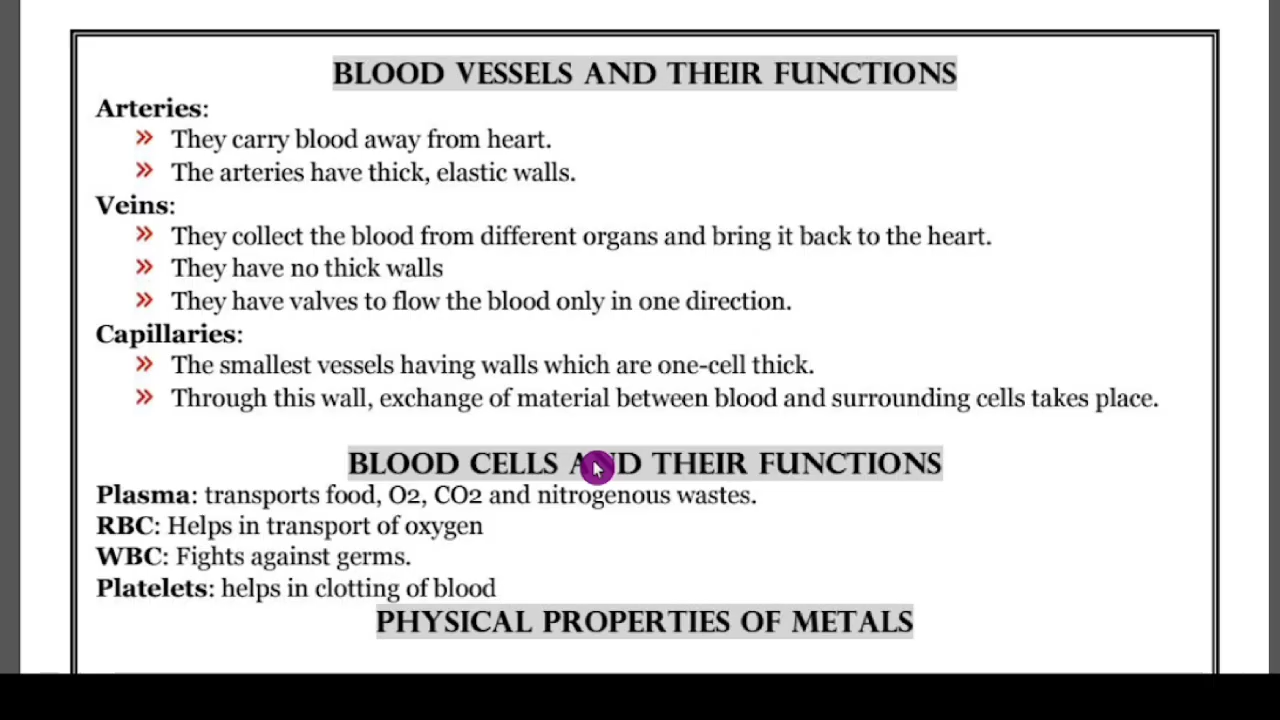 BLOOD VESSELS AND THEIR FUNCTIONS
Arteries:
» They carry blood away from heart.
» The arteries have thick, elastic walls.
Veins:
» They collect the blood from different organs and bring it back to the heart.
» They have no thick walls
» They have valves to flow the blood only in one direction.
Capillaries:
» The smallest vessels having walls which are one-cell thick.
» Through this wall, exchange of material between blood and surrounding cells takes place.
BLOOD CELLS AND THEIR FUNCTIONS
Plasma: transports food, O2, CO2 and nitrogenous wastes.
RBC: Helps in transport of oxygen
WBC: Fights against germs.
Platelets: helps in clotting of blood
PHYSICAL PROPERTIES OF METALS